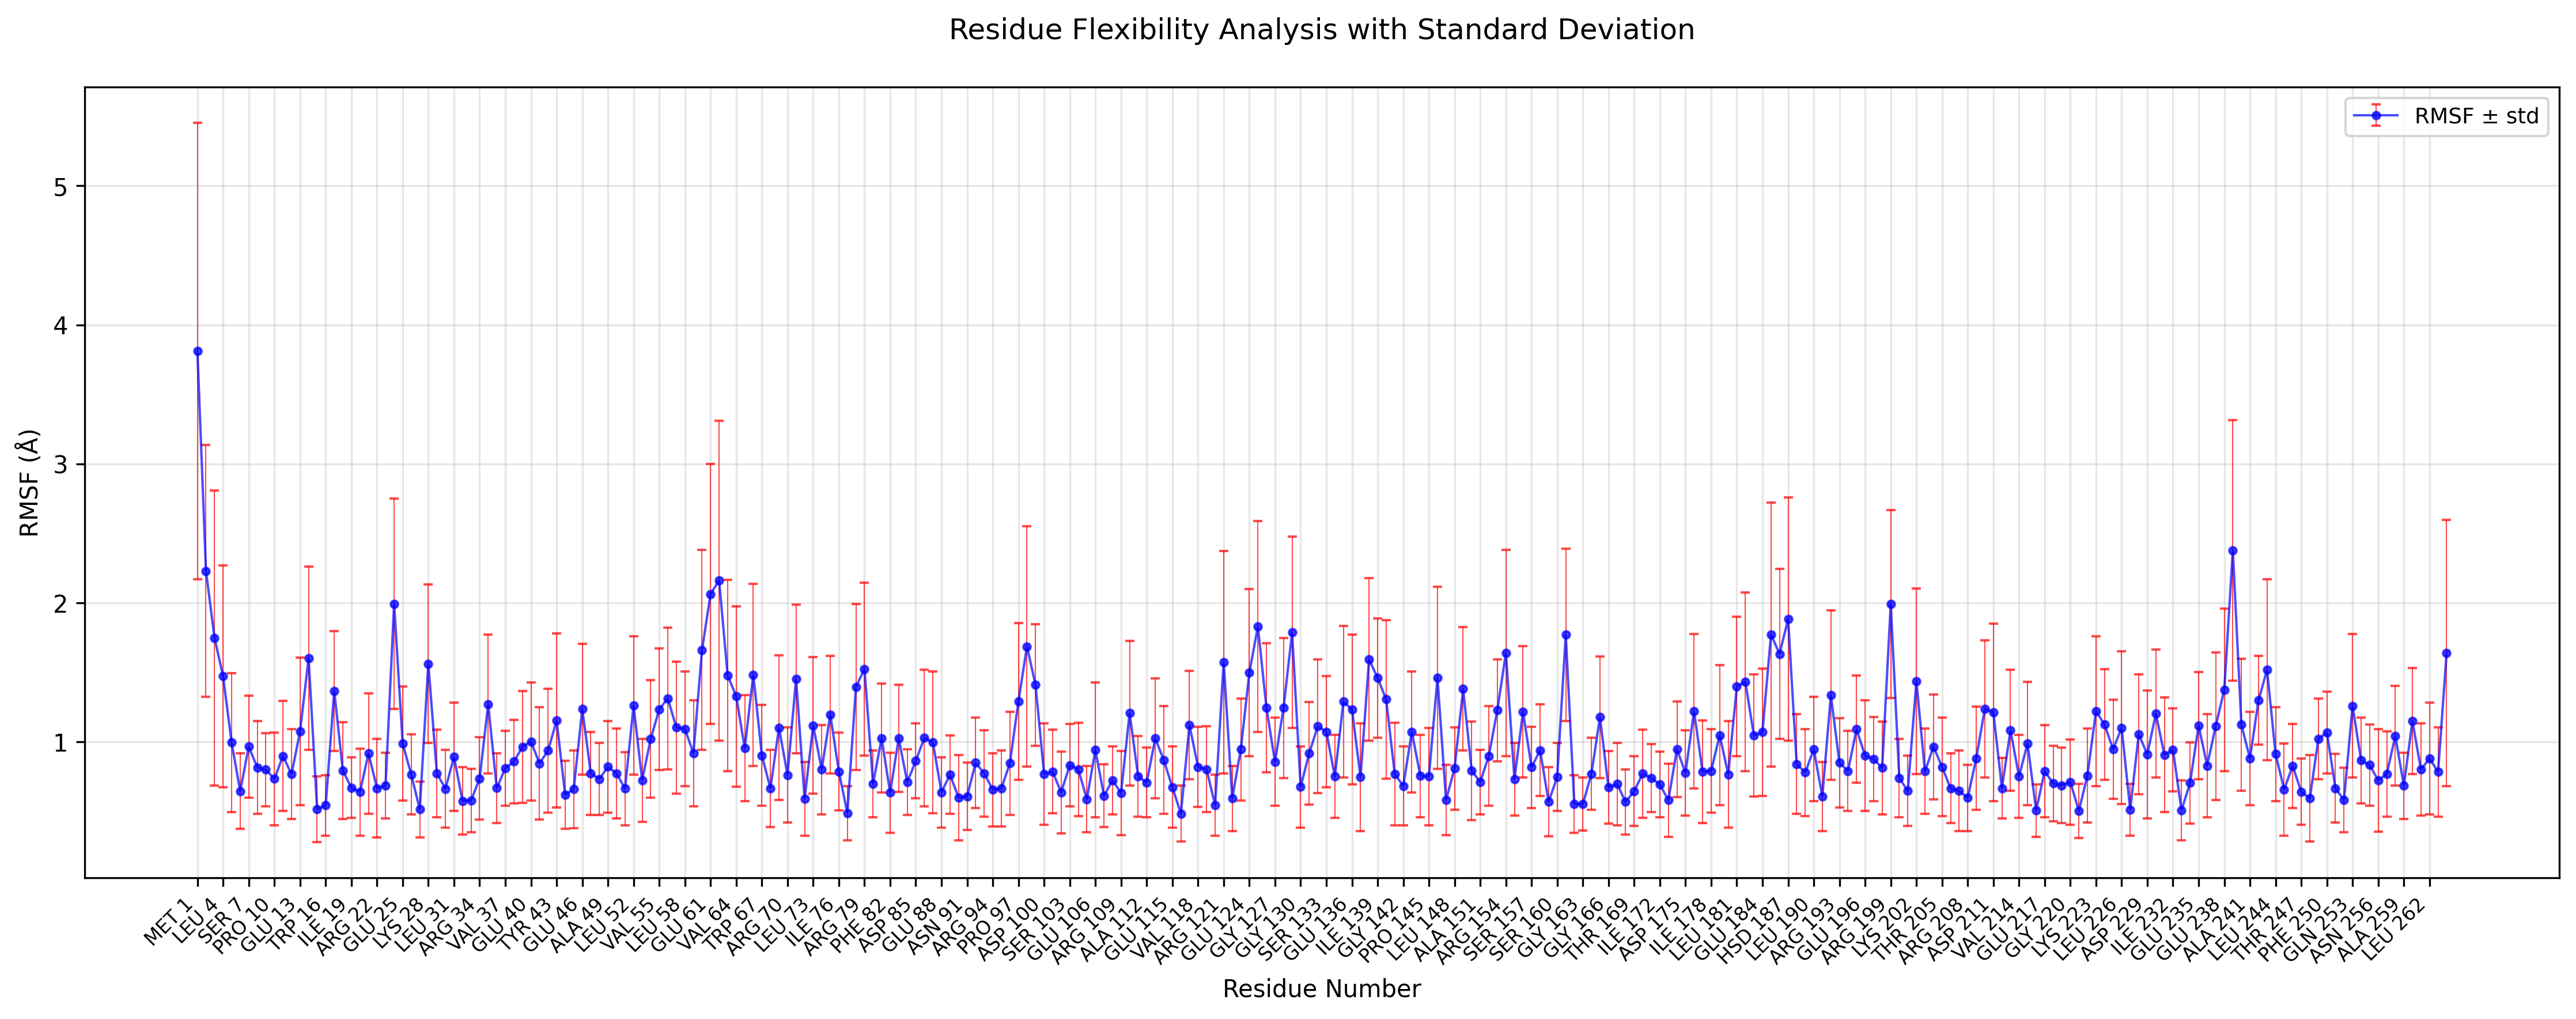 Residue Flexibility Analysis with Standard Deviation
RMSF ± std
RMSF (Å)
5
4
3
2
1
MET 1
LEU 4
SER 7
PRO 10
GLU 13
TRP 16
ILE 19
ARG 22
GLU 25
LYS 28
LEU 31
ARG 34
VAL 37
GLU 40
TYR 43
GLU 46
ALA 49
LEU 52
VAL 55
LEU 58
GLU 61
VAL 64
TRP 67
ARG 70
LEU 73
ILE 76
ARG 79
PHE 82
ASP 85
GLU 88
ASN 91
ARG 94
PRO 97
ASP 100
SER 103
GLU 106
ARG 109
ALA 112
GLU 115
VAL 118
ARG 121
GLU 124
GLY 127
GLY 130
SER 133
GLU 136
ILE 139
GLY 142
PRO 145
LEU 148
ALA 151
ARG 154
SER 157
SER 160
GLY 163
GLY 166
THR 169
ILE 172
ASP 175
ILE 178
LEU 181
GLU 184
HSD 187
LEU 190
ARG 193
GLU 196
ARG 199
LYS 202
THR 205
ARG 208
ASP 211
VAL 214
GLU 217
GLY 220
LYS 223
LEU 226
ASP 229
ILE 232
GLU 235
GLU 238
ALA 241
LEU 244
THR 247
PHE 250
GLN 253
ASN 256
ALA 259
LEU 262
Residue Number